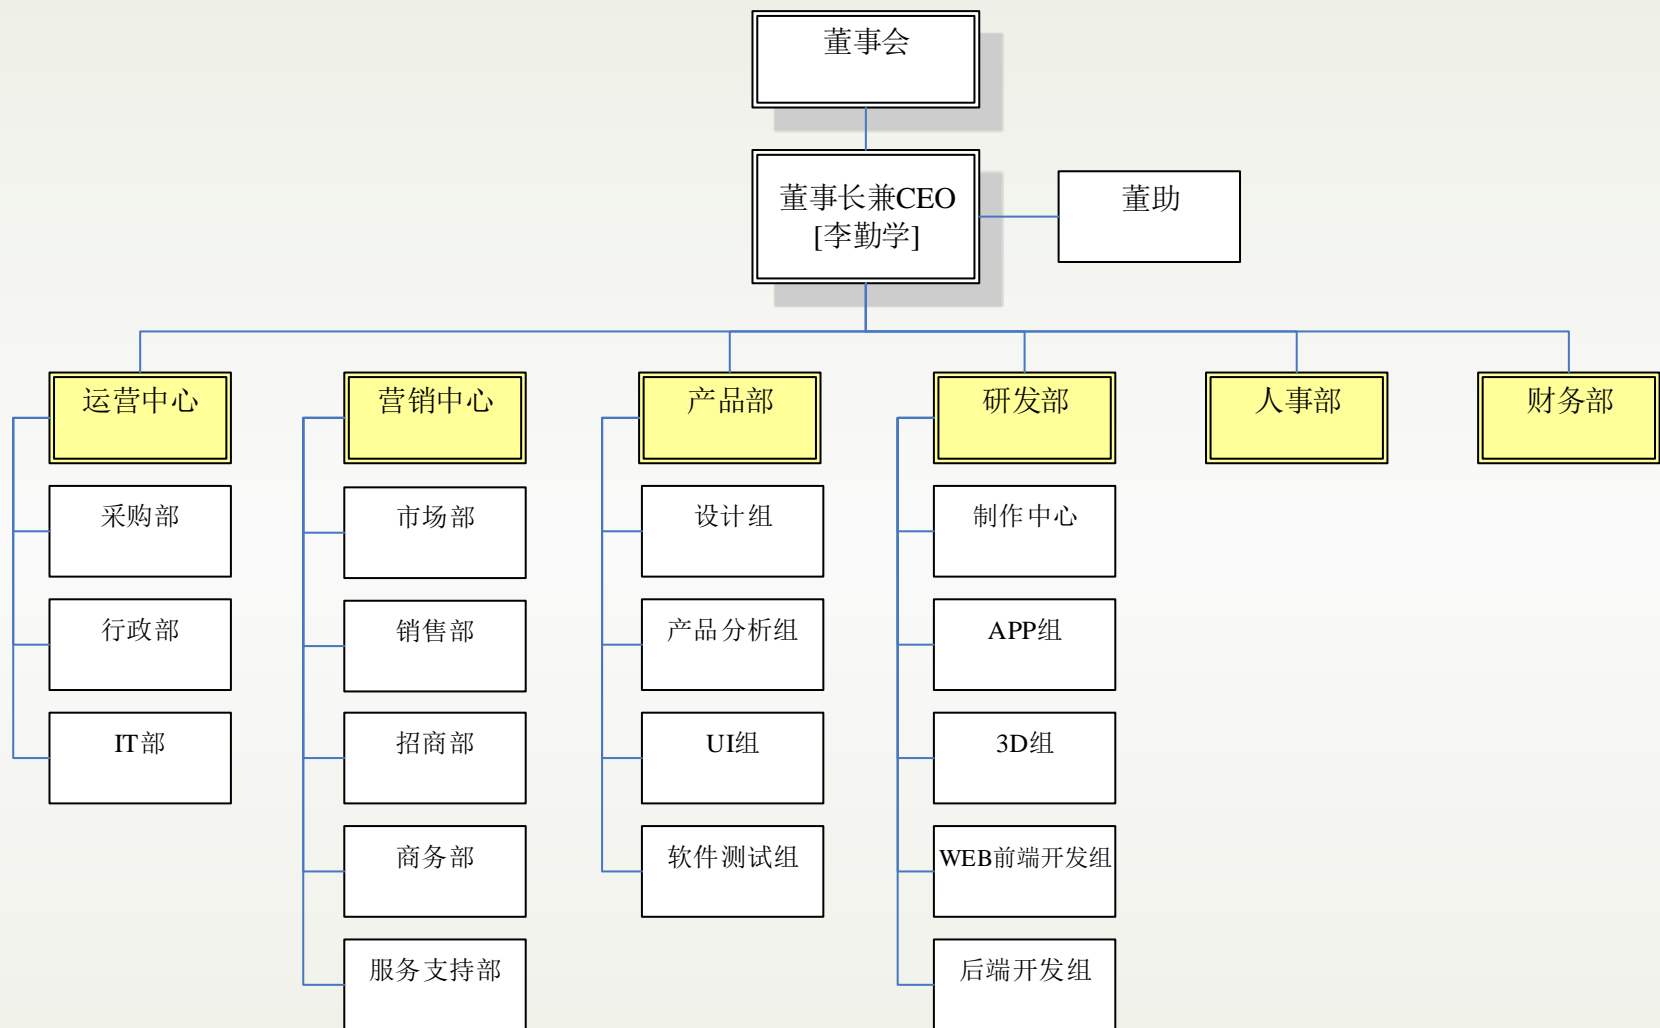 董事会
董事长兼CEO
[李勤学]
董助
运营中心
营销中心
产品部
研发部
人事部
财务部
采购部
市场部
设计组
制作中心
行政部
销售部
产品分析组
APP组
IT部
招商部
UI组
3D组
商务部
软件测试组
WEB前端开发组
服务支持部
后端开发组